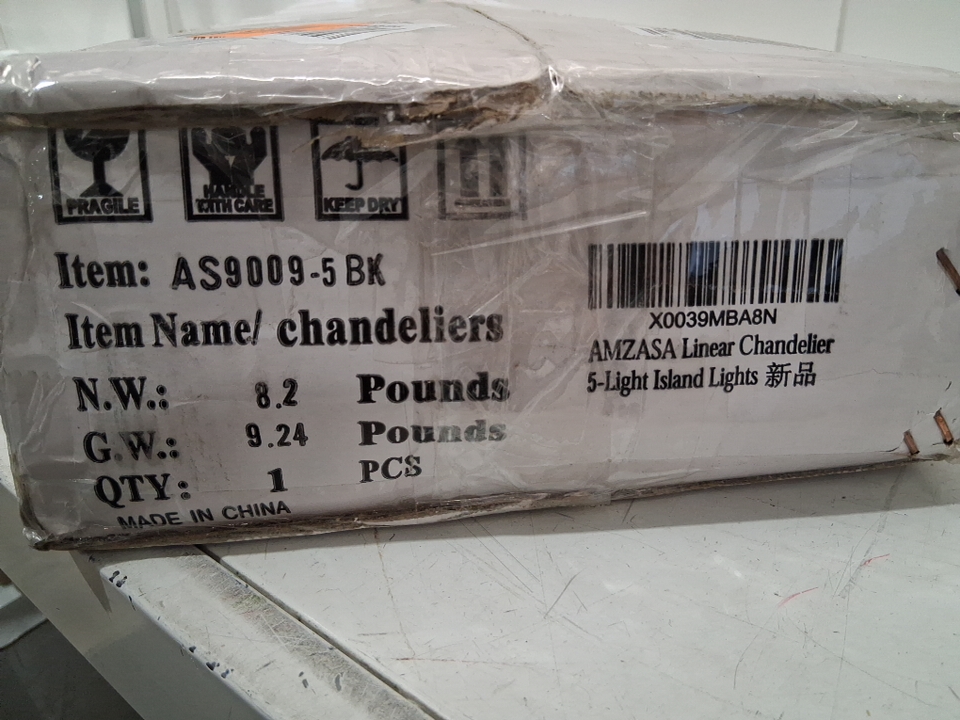 FRAGILE
HANDLE WITH CARE
KEEP DRY
Item: AS9009-5 BK
Item Name/ chandeliers
N.W.: 8.2 Pounds
G.W.: 9.24 Pounds
QTY: 1 PCS
MADE IN CHINA
X0039MBA8N
AMZASA Linear Chandelier
5-Light Island Lights 新品